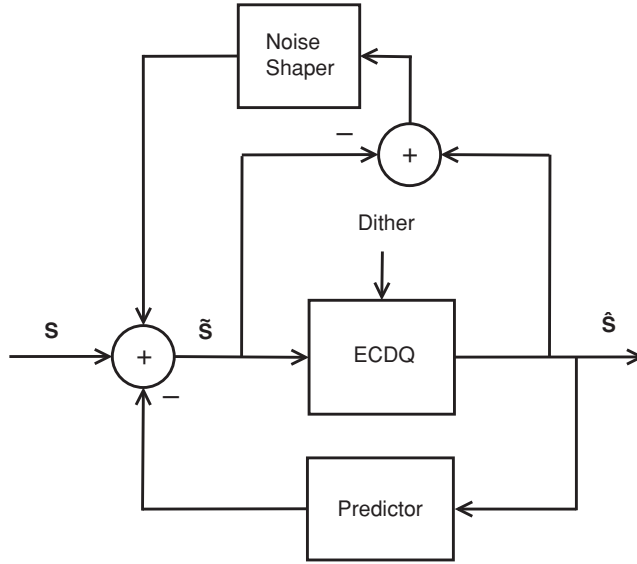 Noise
Shaper
−
+
Dither
S
+
S̃
ECDQ
Ŝ
−
Predictor